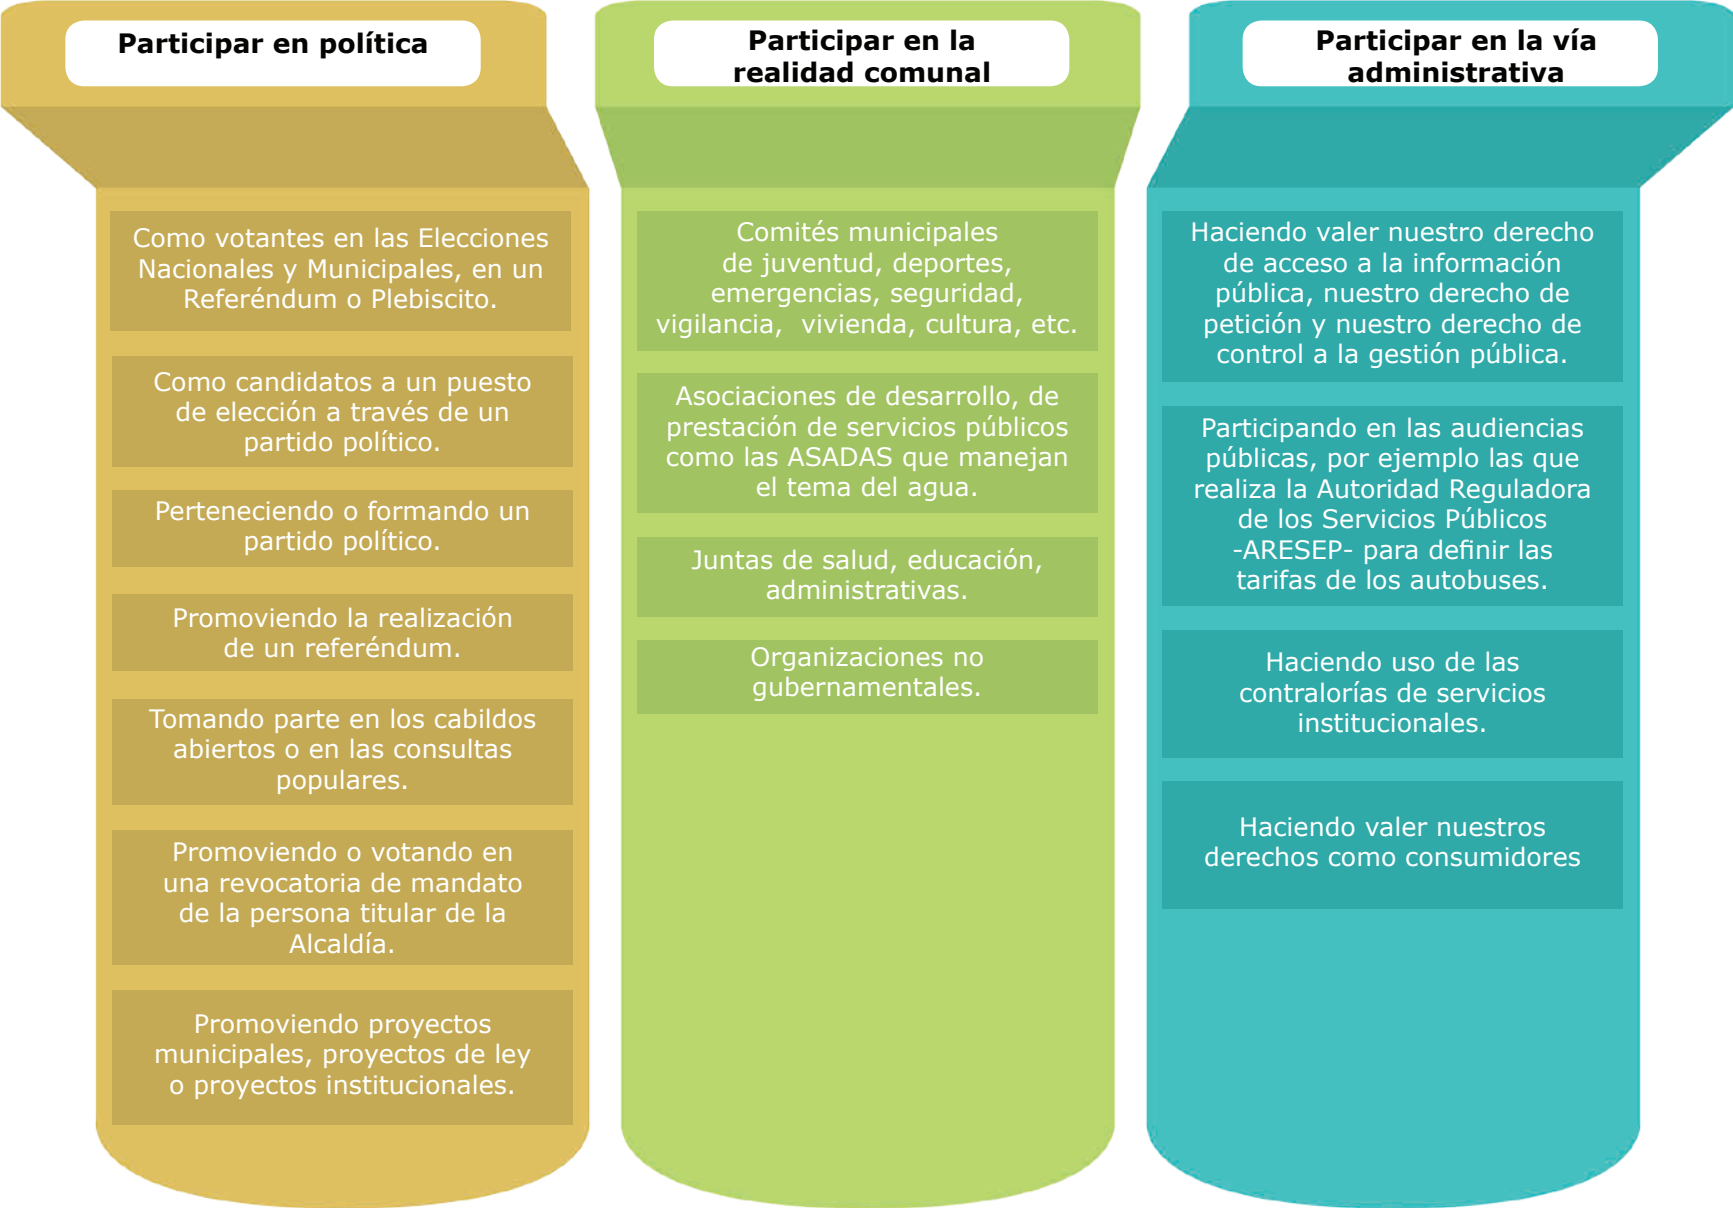 Participar en política
Como votantes en las Elecciones
Nacionales y Municipales, en un
Referéndum o Plebiscito.
Como candidatos a un puesto
de elección a través de un
partido político.
Perteneciendo o formando un
partido político.
Promoviendo la realización
de un referéndum.
Tomando parte en los cabildos
abiertos o en las consultas
populares.
Promoviendo o votando en
una revocatoria de mandato
de la persona titular de la
Alcaldía.
Promoviendo proyectos
municipales, proyectos de ley
o proyectos institucionales.
Participar en la
realidad comunal
Comités municipales
de juventud, deportes,
emergencias, seguridad,
vigilancia, vivienda, cultura, etc.
Asociaciones de desarrollo, de
prestación de servicios públicos
como las ASADAS que manejan
el tema del agua.
Juntas de salud, educación,
administrativas.
Organizaciones no
gubernamentales.
Participar en la vía
administrativa
Haciendo valer nuestro derecho
de acceso a la información
pública, nuestro derecho de
petición y nuestro derecho de
control a la gestión pública.
Participando en las audiencias
públicas, por ejemplo las que
realiza la Autoridad Reguladora
de los Servicios Públicos
-ARESEP- para definir las
tarifas de los autobuses.
Haciendo uso de las
contralorías de servicios
institucionales.
Haciendo valer nuestros
derechos como consumidores